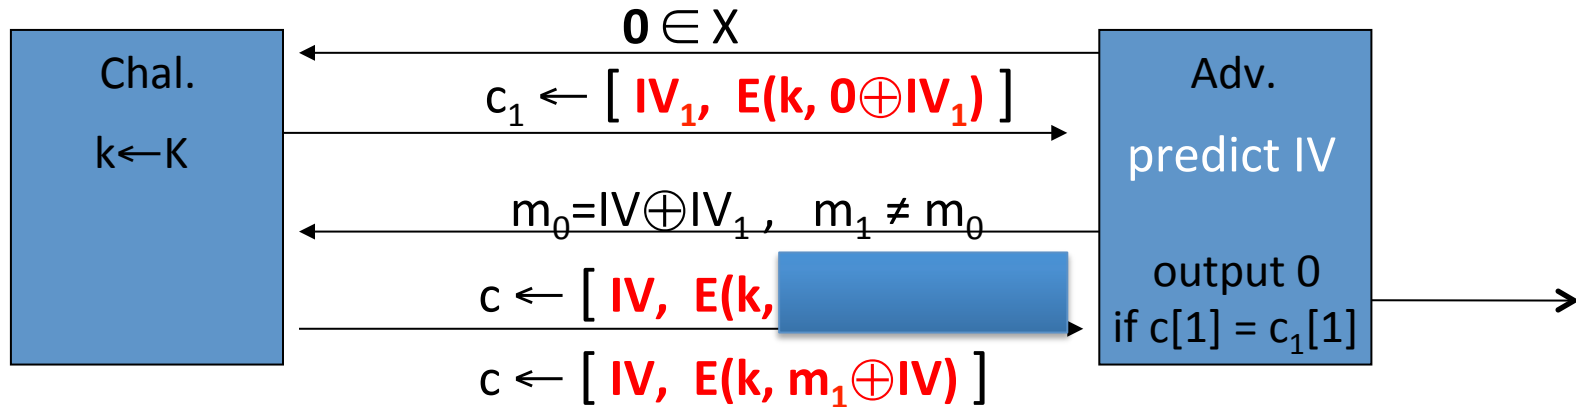 Chal.
k←K
0 ∈ X
c₁ ← [ IV₁, E(k, 0⊕IV₁) ]
m₀=IV⊕IV₁ , m₁ ≠ m₀
c ← [ IV, E(k,
c ← [ IV, E(k, m₁⊕IV) ]
Adv.
predict IV
output 0
if c[1] = c₁[1]